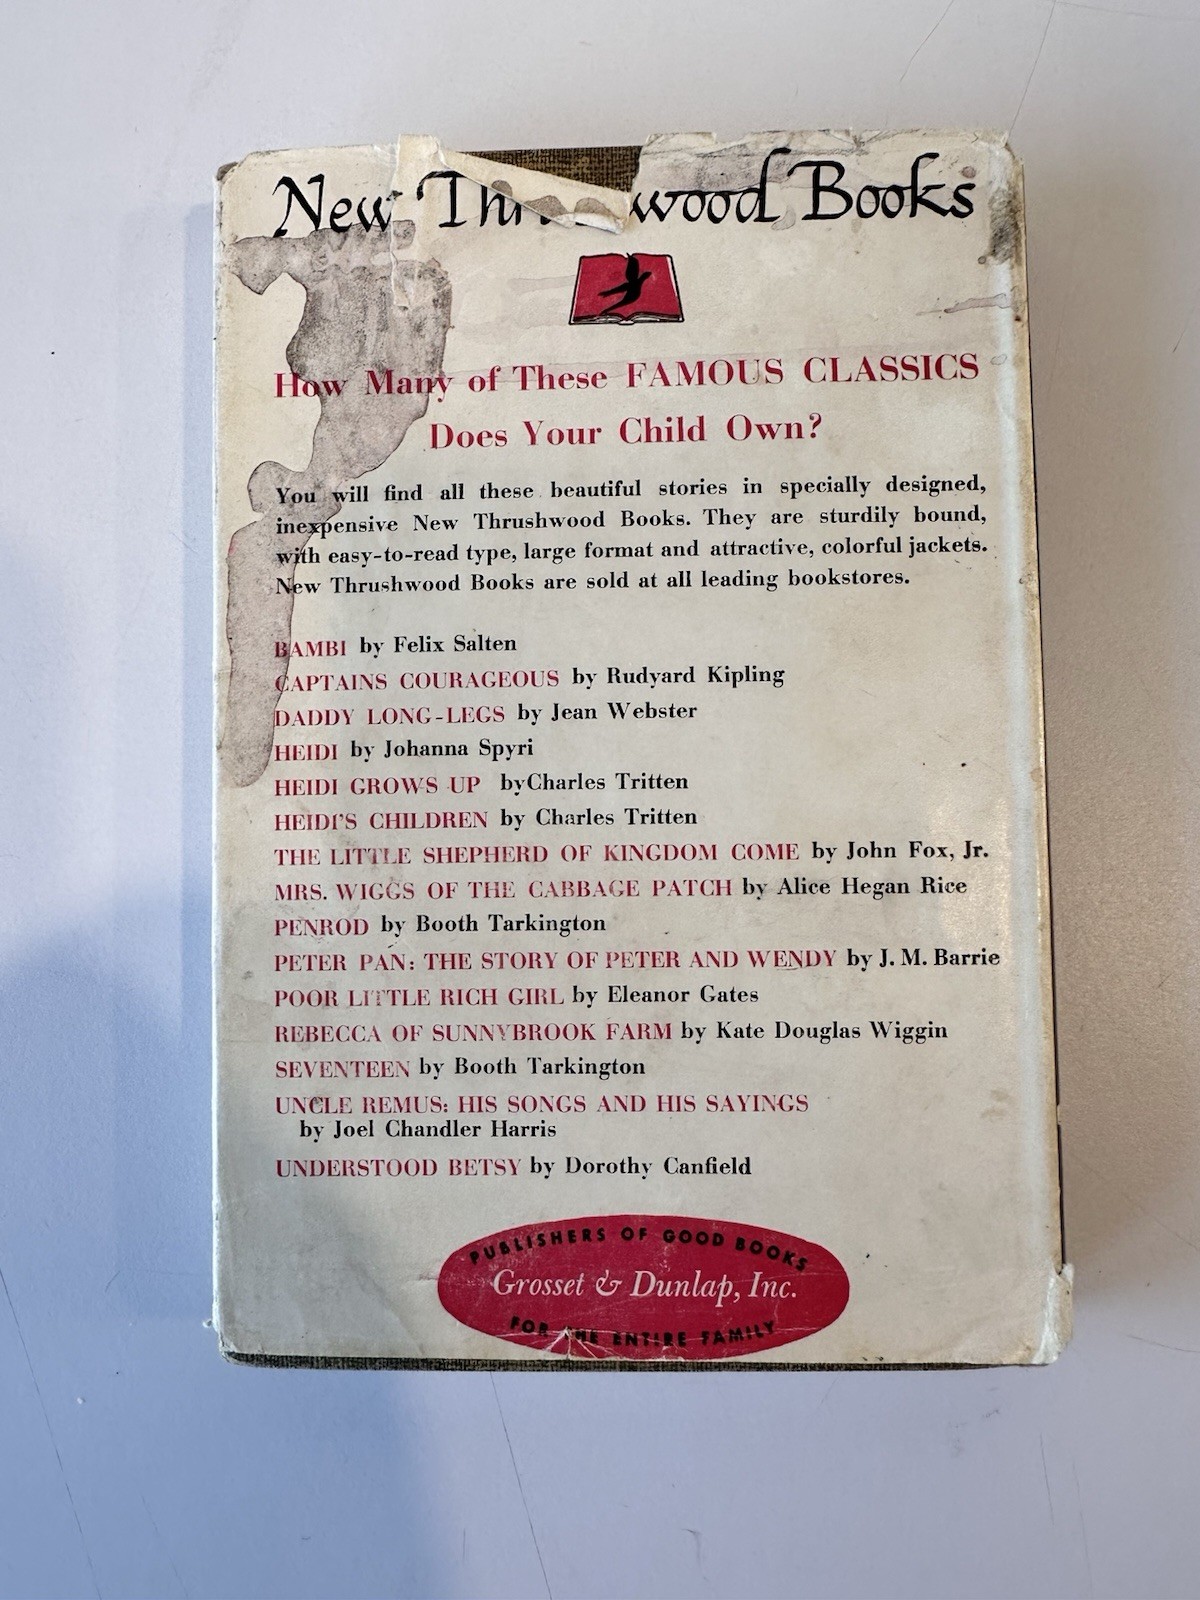 New Thrushwood Books
How Many of These FAMOUS CLASSICS
Does Your Child Own?
You will find all these beautiful stories in specially designed,
inexpensive New Thrushwood Books. They are sturdily bound,
with easy-to-read type, large format and attractive, colorful jackets.
New Thrushwood Books are sold at all leading bookstores.
BAMBI by Felix Salten
CAPTAINS COURAGEOUS by Rudyard Kipling
DADDY LONG-LEGS by Jean Webster
HEIDI by Johanna Spyri
HEIDI GROWS UP byCharles Tritten
HEIDI'S CHILDREN by Charles Tritten
THE LITTLE SHEPHERD OF KINGDOM COME by John Fox, Jr.
MRS. WIGGS OF THE CABBAGE PATCH by Alice Hegan Rice
PENROD by Booth Tarkington
PETER PAN: THE STORY OF PETER AND WENDY by J. M. Barrie
POOR LITTLE RICH GIRL by Eleanor Gates
REBECCA OF SUNNYBROOK FARM by Kate Douglas Wiggin
SEVENTEEN by Booth Tarkington
UNCLE REMUS: HIS SONGS AND HIS SAYINGS
by Joel Chandler Harris
UNDERSTOOD BETSY by Dorothy Canfield
PUBLISHERS OF GOOD BOOKS
Grosset & Dunlap, Inc.
FOR THE ENTIRE FAMILY